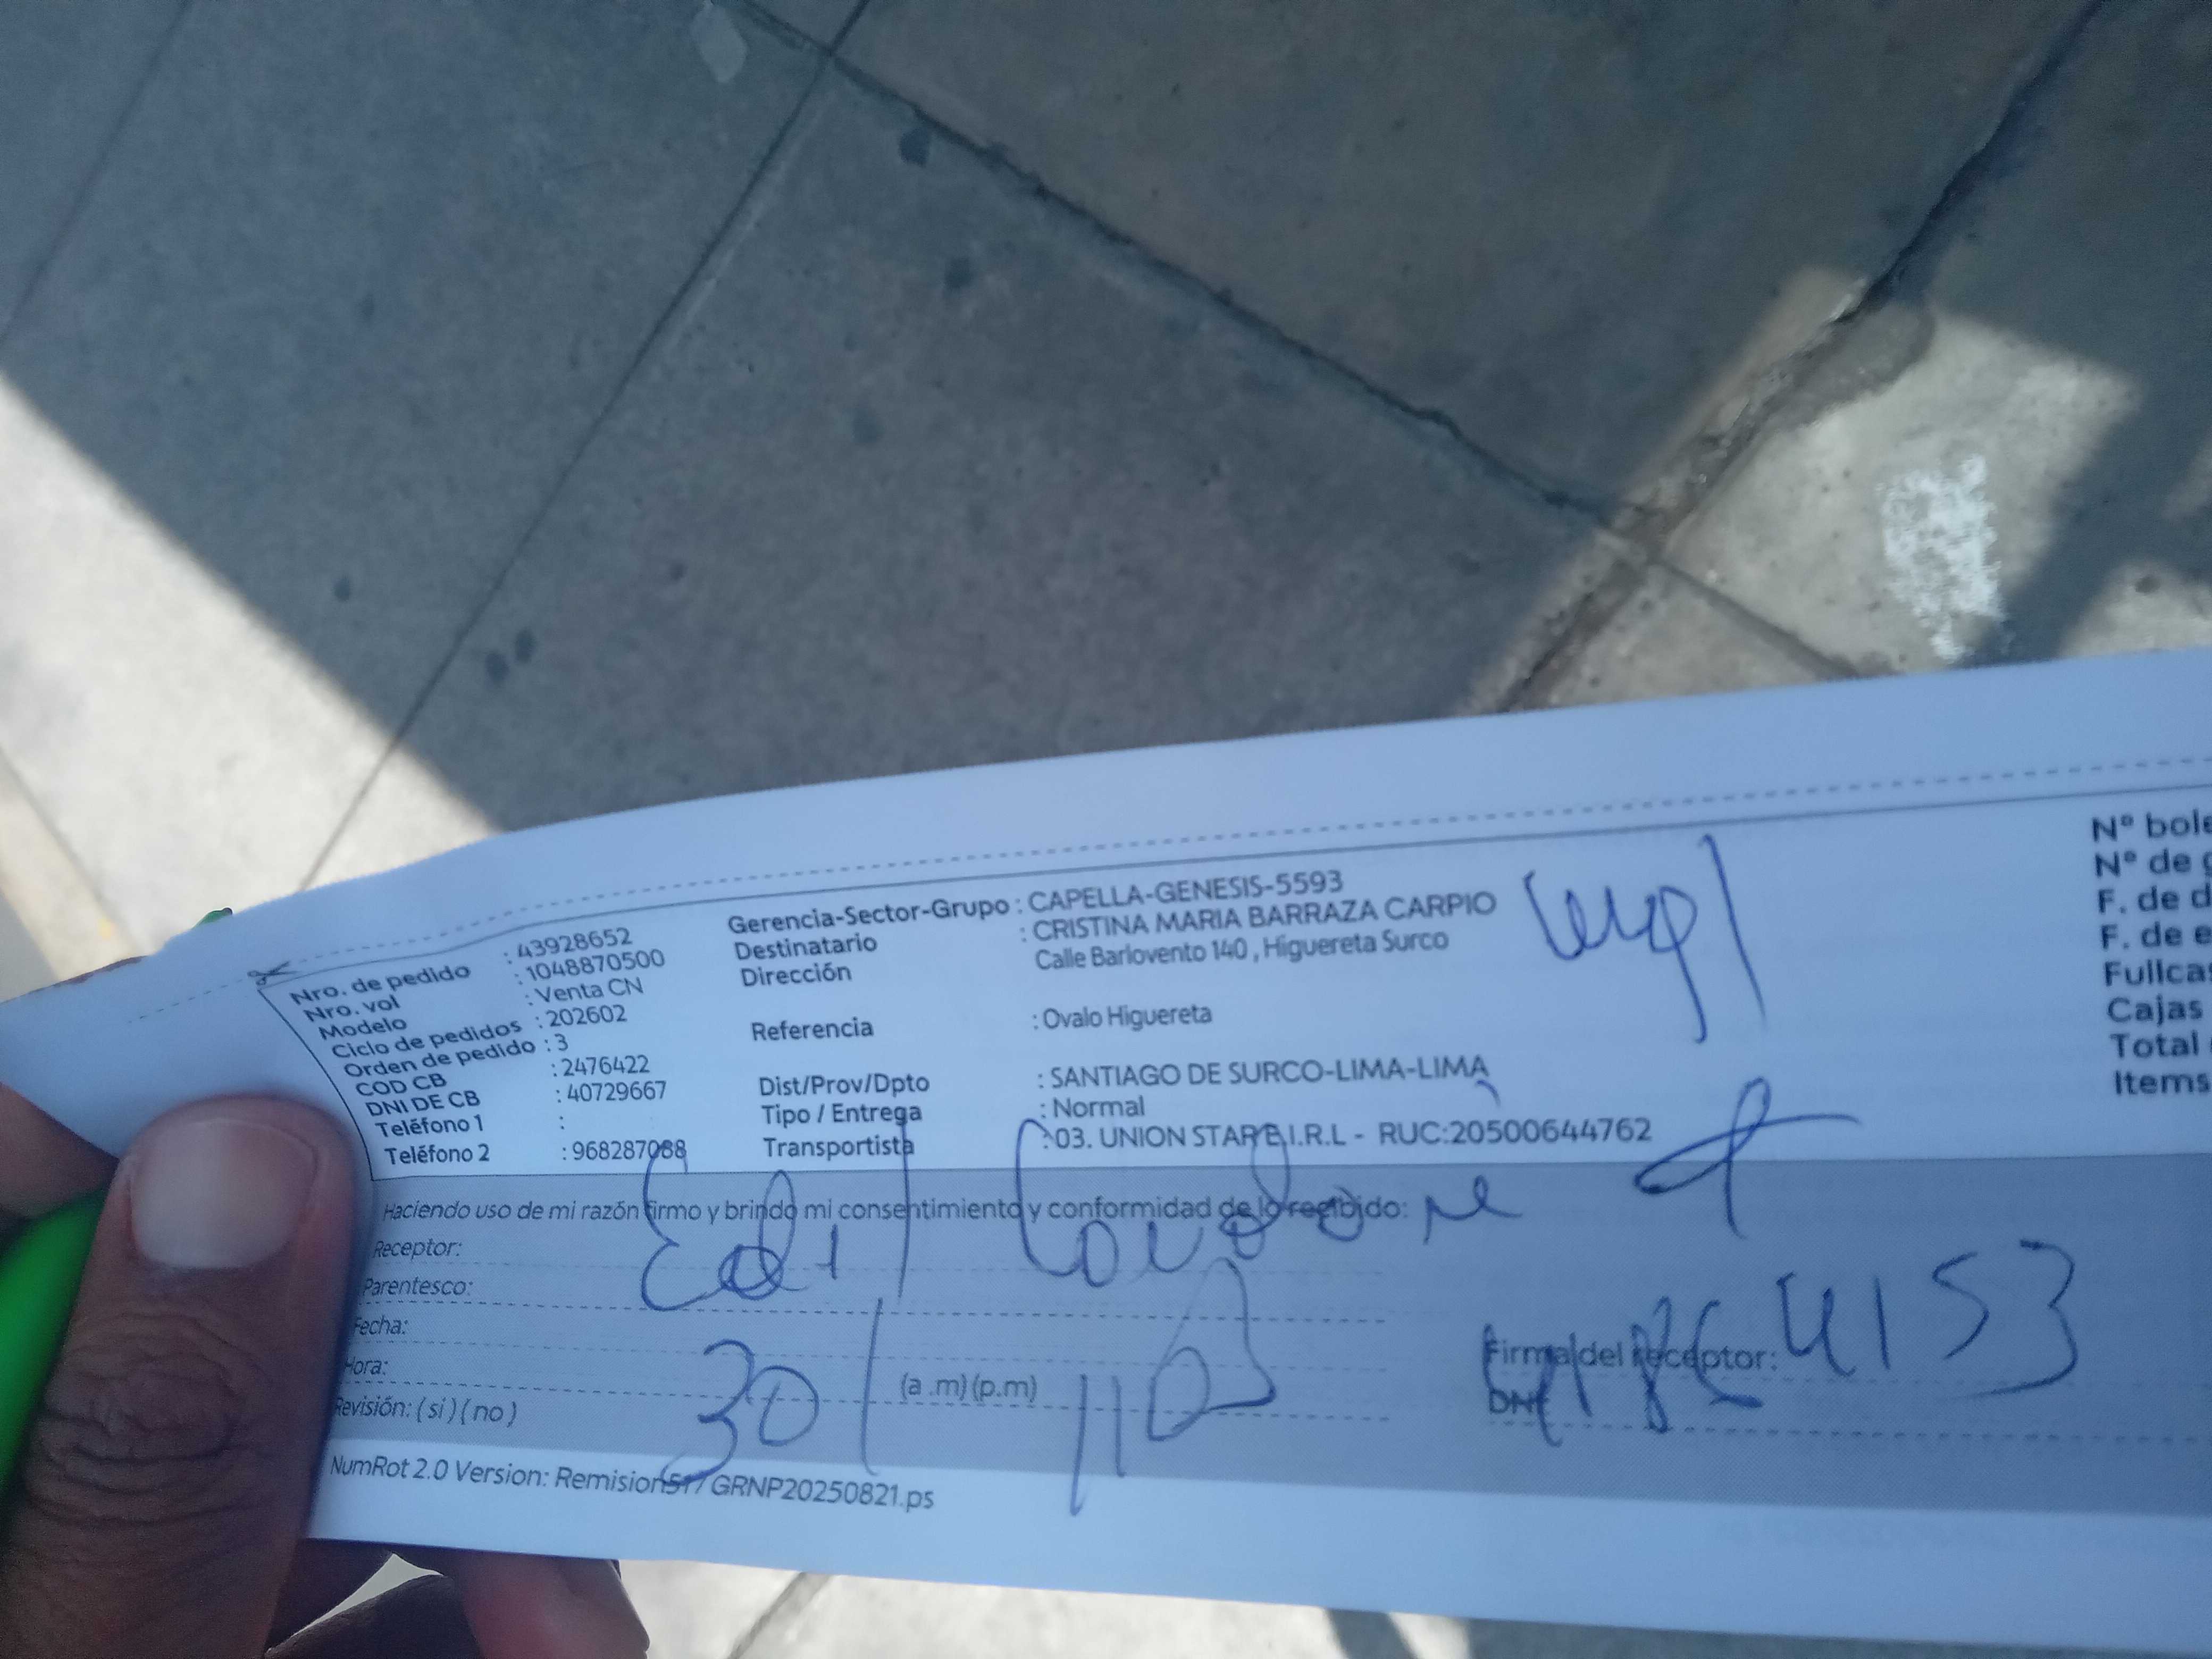 Nro. de pedido : 43928652
Nro. vol : 1048870500
Modelo : Venta CN
Ciclo de pedidos : 202602
Orden de pedido : 3
COD CB : 2476422
DNI DE CB : 40729667
Teléfono 1 :
Teléfono 2 : 968287088
Gerencia-Sector-Grupo : CAPELLA-GENESIS-5593
Destinatario : CRISTINA MARIA BARRAZA CARPIO
Dirección Calle Barlovento 140 , Higuereta Surco
Referencia : Ovalo Higuereta
Dist/Prov/Dpto : SANTIAGO DE SURCO-LIMA-LIMA
Tipo / Entrega : Normal
Transportista : 03. UNION STAR E.I.R.L - RUC:20500644762
Nº bole
Nº de g
F. de d
F. de e
Fullcas
Cajas
Total
Items
Haciendo uso de mi razón firmo y brindo mi consentimiento y conformidad de lo recibido:
Receptor:
Parentesco:
Fecha:
Hora: (a .m) (p.m)
Revisión: ( si ) ( no )
Firma del receptor: 4153
DNI
NumRot 2.0 Version: Remision517GRNP20250821.ps